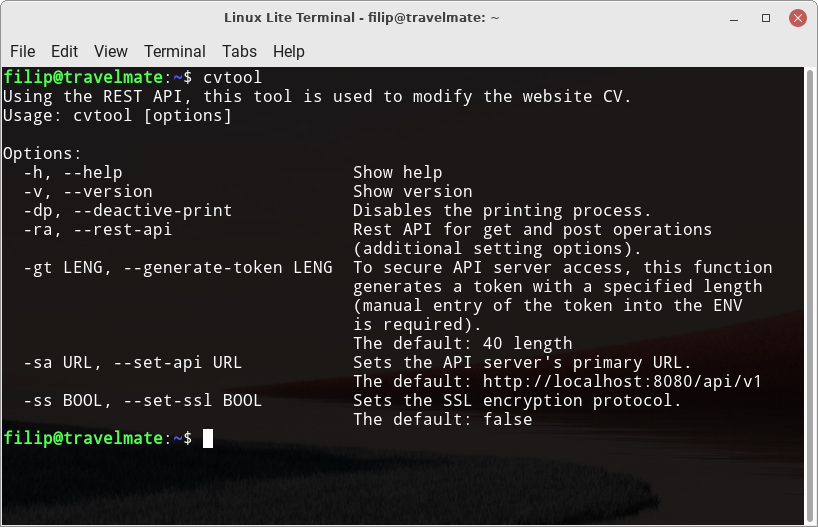 Linux Lite Terminal - filip@travelmate: ~
File Edit View Terminal Tabs Help
filip@travelmate:~$ cvtool
Using the REST API, this tool is used to modify the website CV.
Usage: cvtool [options]
Options:
-h, --help Show help
-v, --version Show version
-dp, --deactive-print Disables the printing process.
-ra, --rest-api Rest API for get and post operations
(additional setting options).
-gt LENG, --generate-token LENG To secure API server access, this function
generates a token with a specified length
(manual entry of the token into the ENV
is required).
The default: 40 length
-sa URL, --set-api URL Sets the API server's primary URL.
The default: http://localhost:8080/api/v1
-ss BOOL, --set-ssl BOOL Sets the SSL encryption protocol.
The default: false
filip@travelmate:~$